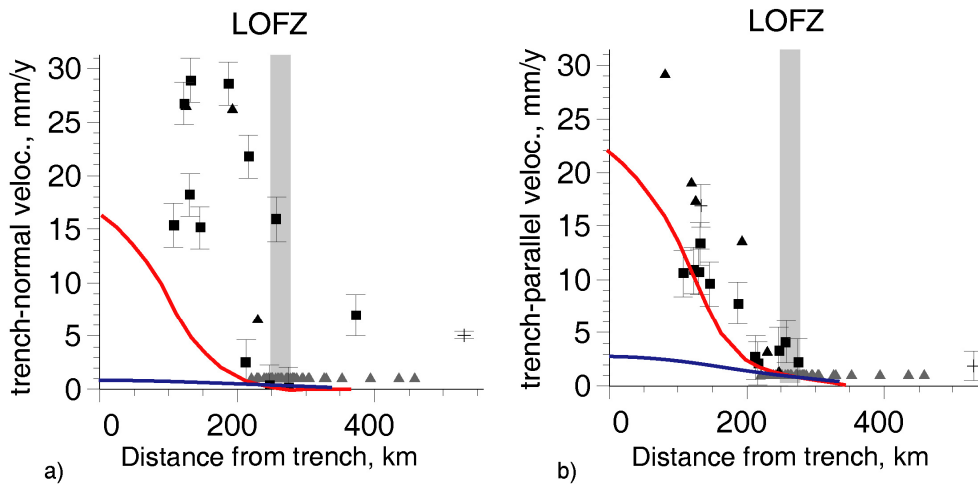 LOFZ
trench-normal veloc., mm/y
30
25
20
15
10
5
0
0 200 400
Distance from trench, km
a)
LOFZ
trench-parallel veloc., mm/y
30
25
20
15
10
5
0
0 200 400
Distance from trench, km
b)